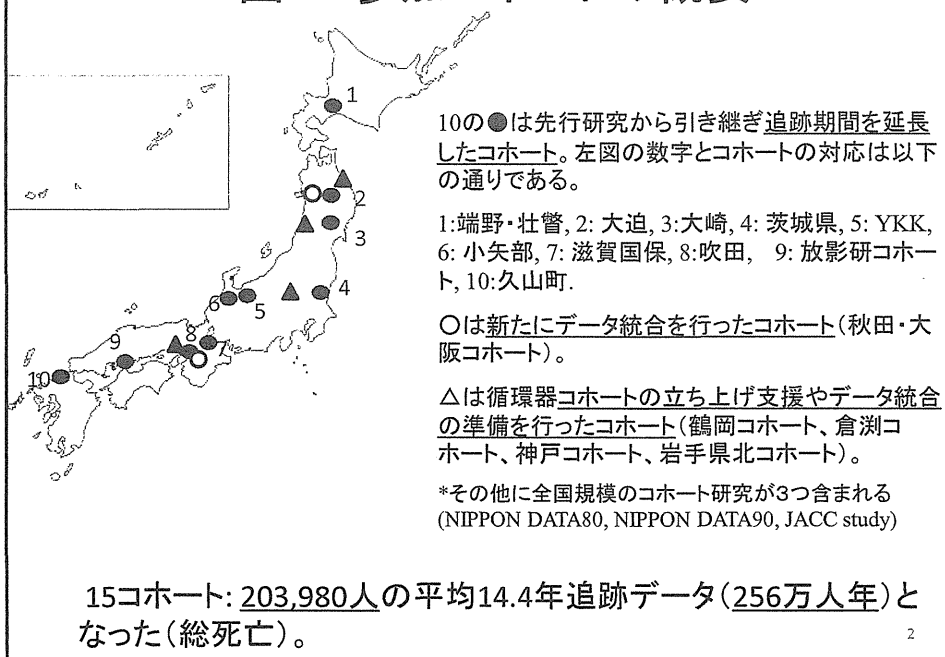 1
2
3
4
5
6
7
8
9
10
10の●は先行研究から引き継ぎ追跡期間を延長
したコホート。左図の数字とコホートの対応は以下
の通りである。
1:端野・壮瞥, 2: 大迫, 3:大崎, 4: 茨城県, 5: YKK,
6: 小矢部, 7: 滋賀国保, 8:吹田, 9: 放影研コホー
ト, 10:久山町.
○は新たにデータ統合を行ったコホート(秋田・大
阪コホート)。
△は循環器コホートの立ち上げ支援やデータ統合
の準備を行ったコホート(鶴岡コホート、倉渕コ
ホート、神戸コホート、岩手県北コホート)。
*その他に全国規模のコホート研究が3つ含まれる
(NIPPON DATA80, NIPPON DATA90, JACC study)
15コホート: 203,980人の平均14.4年追跡データ(256万人年)と
なった(総死亡)。
2